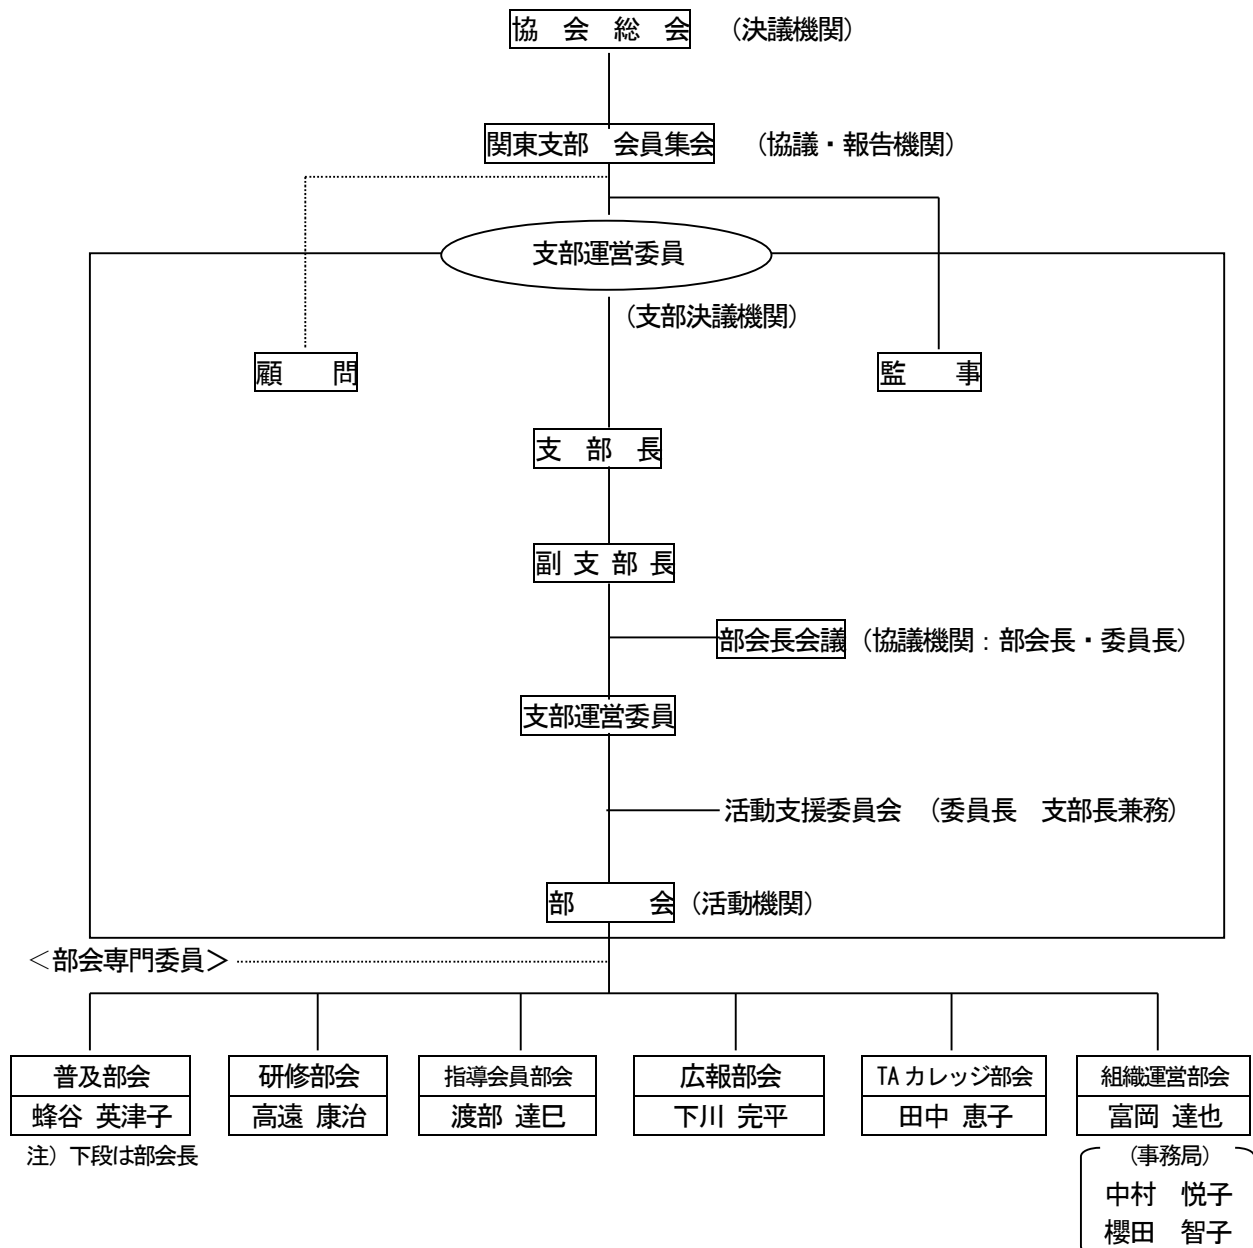 協　会　総　会　（決議機関）
関東支部　会員集会　（協議・報告機関）
支部運営委員
（支部決議機関）
顧　　問
監　　事
支　部　長
副 支 部 長
部会長会議（協議機関：部会長・委員長）
支部運営委員
活動支援委員会　（委員長　支部長兼務）
部　　　会（活動機関）
＜部会専門委員＞
普及部会
蜂谷 英津子
研修部会
高遠 康治
指導会員部会
渡部 達巳
広報部会
下川 完平
TA カレッジ部会
田中 恵子
組織運営部会
富岡 達也
注）下段は部会長
（事務局）
中村　悦子
櫻田　智子